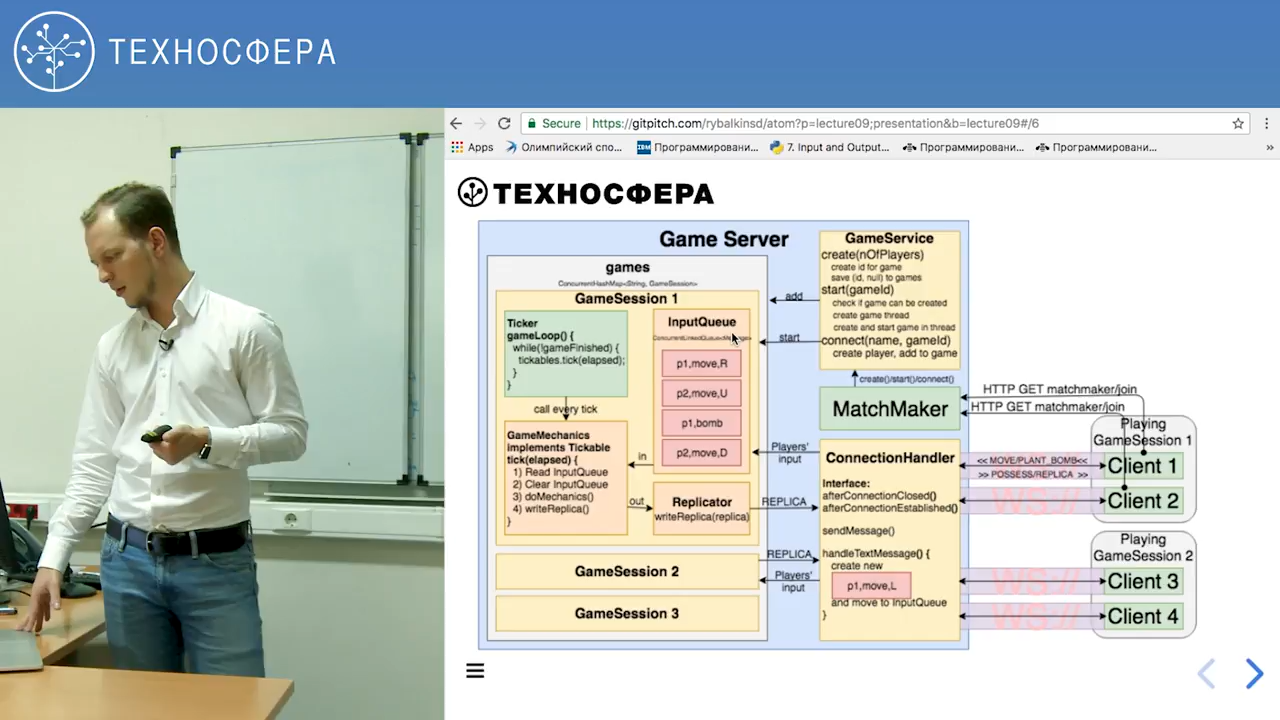 ТЕХНОСФЕРА
Secure
https://gitpitch.com/rybalkinsd/atom?p=lecture09;presentation&b=lecture09#/6
Apps
Олимпийский спо...
IBM
Программировани...
7. Input and Output...
Программировани...
Программировани...
»
ТЕХНОСФЕРА
Game Server
games
ConcurrentHashMap<String, GameSession>
GameSession 1
Ticker
gameLoop() {
while(!gameFinished) {
tickables.tick(elapsed);
}
}
call every tick
GameMechanics
implements Tickable
tick(elapsed) {
1) Read InputQueue
2) Clear InputQueue
3) doMechanics()
4) writeReplica()
}
InputQueue
p1,move,R
p2,move,U
p1,bomb
p2,move,D
in
out
Replicator
writeReplica(replica)
GameSession 2
GameSession 3
add
start
Players'
input
REPLICA
REPLICA
Players'
input
GameService
create(nOfPlayers)
create id for game
save (id, null) to games
start(gameId)
check if game can be created
create game thread
create and start game in thread
connect(name, gameId)
create player, add to game
create()/start()/connect()
MatchMaker
ConnectionHandler
Interface:
afterConnectionClosed()
afterConnectionEstablished()
sendMessage()
handleTextMessage() {
create new
p1,move,L
and move to InputQueue
}
HTTP GET matchmaker/join
HTTP GET matchmaker/join
<< MOVE/PLANT_BOMB<<
>> POSSESS/REPLICA >>
WS://
WS://
WS://
Playing
GameSession 1
Client 1
Client 2
Playing
GameSession 2
Client 3
Client 4